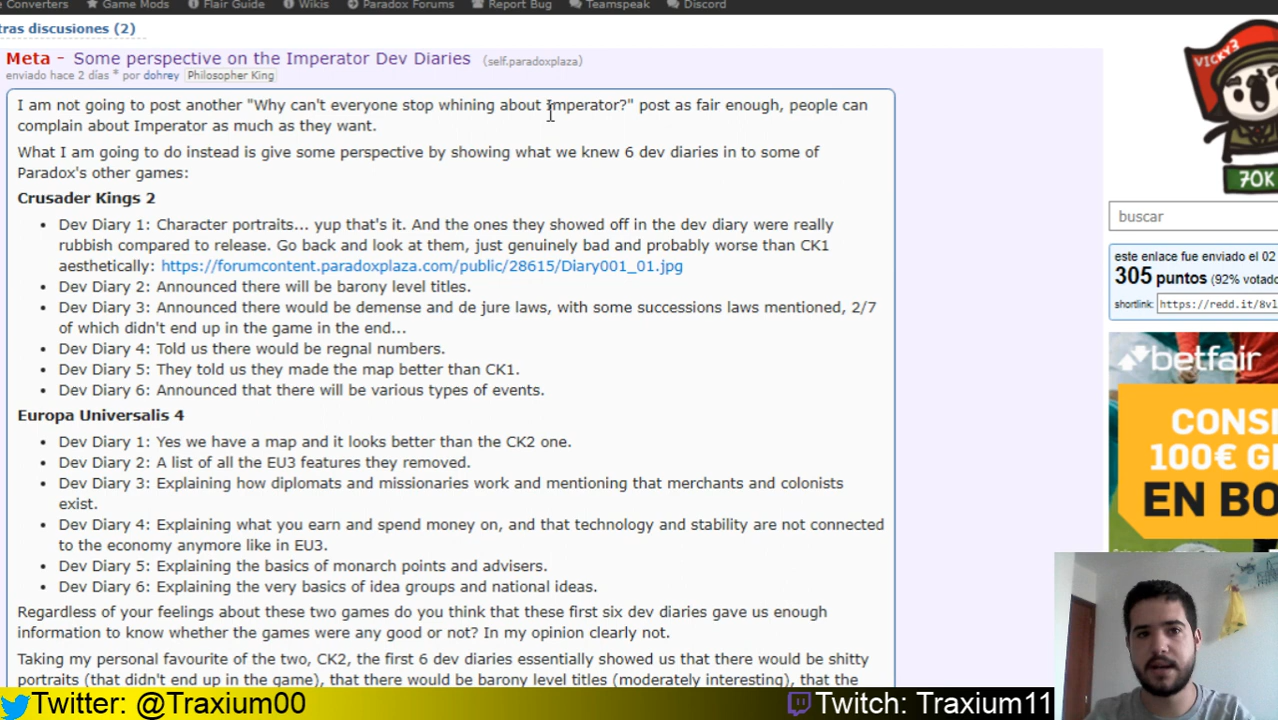 Converters Game Mods Flair Guide Wikis Paradox Forums Report Bug Teamspeak Discord
tras discusiones (2)
Meta - Some perspective on the Imperator Dev Diaries (self.paradoxplaza)
enviado hace 2 días * por dohrey Philosopher King
I am not going to post another "Why can't everyone stop whining about Imperator?" post as fair enough, people can
complain about Imperator as much as they want.
What I am going to do instead is give some perspective by showing what we knew 6 dev diaries in to some of
Paradox's other games:
Crusader Kings 2
Dev Diary 1: Character portraits... yup that's it. And the ones they showed off in the dev diary were really
rubbish compared to release. Go back and look at them, just genuinely bad and probably worse than CK1
aesthetically: https://forumcontent.paradoxplaza.com/public/28615/Diary001_01.jpg
Dev Diary 2: Announced there will be barony level titles.
Dev Diary 3: Announced there would be demense and de jure laws, with some successions laws mentioned, 2/7
of which didn't end up in the game in the end...
Dev Diary 4: Told us there would be regnal numbers.
Dev Diary 5: They told us they made the map better than CK1.
Dev Diary 6: Announced that there will be various types of events.
Europa Universalis 4
Dev Diary 1: Yes we have a map and it looks better than the CK2 one.
Dev Diary 2: A list of all the EU3 features they removed.
Dev Diary 3: Explaining how diplomats and missionaries work and mentioning that merchants and colonists
exist.
Dev Diary 4: Explaining what you earn and spend money on, and that technology and stability are not connected
to the economy anymore like in EU3.
Dev Diary 5: Explaining the basics of monarch points and advisers.
Dev Diary 6: Explaining the very basics of idea groups and national ideas.
Regardless of your feelings about these two games do you think that these first six dev diaries gave us enough
information to know whether the games were any good or not? In my opinion clearly not.
Taking my personal favourite of the two, CK2, the first 6 dev diaries essentially showed us that there would be shitty
portraits (that didn't end up in the game), that there would be barony level titles (moderately interesting), that the
VICKY3
70K
buscar
este enlace fue enviado el 02
305 puntos (92% votado
shortlink: https://redd.it/8vl
betfair
CONSI
100€ G
EN BO
Twitter: @Traxium00
Twitch: Traxium11